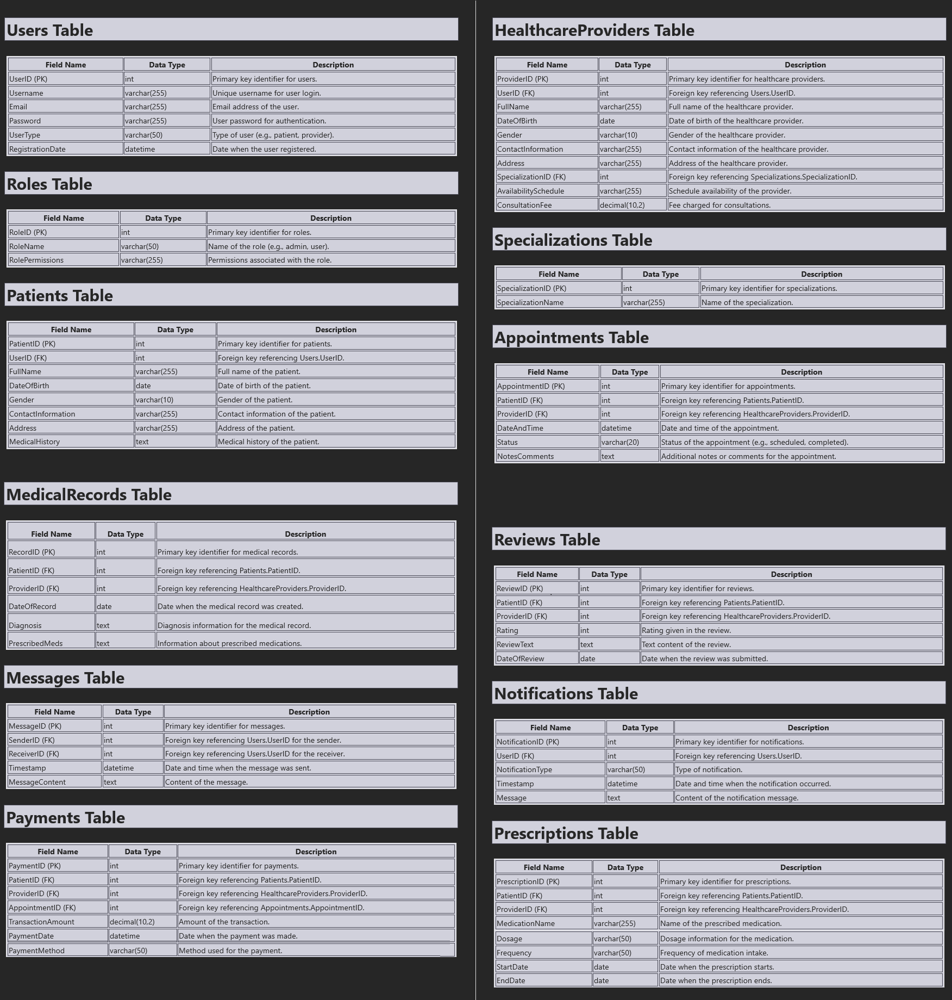 Users Table
Field Name Data Type Description
UserID (PK) int Primary key identifier for users.
Username varchar(255) Unique username for user login.
Email varchar(255) Email address of the user.
Password varchar(255) User password for authentication.
UserType varchar(50) Type of user (e.g., patient, provider).
RegistrationDate datetime Date when the user registered.
Roles Table
Field Name Data Type Description
RoleID (PK) int Primary key identifier for roles.
RoleName varchar(50) Name of the role (e.g., admin, user).
RolePermissions varchar(255) Permissions associated with the role.
Patients Table
Field Name Data Type Description
PatientID (PK) int Primary key identifier for patients.
UserID (FK) int Foreign key referencing Users.UserID.
FullName varchar(255) Full name of the patient.
DateOfBirth date Date of birth of the patient.
Gender varchar(10) Gender of the patient.
ContactInformation varchar(255) Contact information of the patient.
Address varchar(255) Address of the patient.
MedicalHistory text Medical history of the patient.
MedicalRecords Table
Field Name Data Type Description
RecordID (PK) int Primary key identifier for medical records.
PatientID (FK) int Foreign key referencing Patients.PatientID.
ProviderID (FK) int Foreign key referencing HealthcareProviders.ProviderID.
DateOfRecord date Date when the medical record was created.
Diagnosis text Diagnosis information for the medical record.
PrescribedMeds text Information about prescribed medications.
Messages Table
Field Name Data Type Description
MessageID (PK) int Primary key identifier for messages.
SenderID (FK) int Foreign key referencing Users.UserID for the sender.
ReceiverID (FK) int Foreign key referencing Users.UserID for the receiver.
Timestamp datetime Date and time when the message was sent.
MessageContent text Content of the message.
Payments Table
Field Name Data Type Description
PaymentID (PK) int Primary key identifier for payments.
PatientID (FK) int Foreign key referencing Patients.PatientID.
ProviderID (FK) int Foreign key referencing HealthcareProviders.ProviderID.
AppointmentID (FK) int Foreign key referencing Appointments.AppointmentID.
TransactionAmount decimal(10,2) Amount of the transaction.
PaymentDate datetime Date when the payment was made.
PaymentMethod varchar(50) Method used for the payment.
HealthcareProviders Table
Field Name Data Type Description
ProviderID (PK) int Primary key identifier for healthcare providers.
UserID (FK) int Foreign key referencing Users.UserID.
FullName varchar(255) Full name of the healthcare provider.
DateOfBirth date Date of birth of the healthcare provider.
Gender varchar(10) Gender of the healthcare provider.
ContactInformation varchar(255) Contact information of the healthcare provider.
Address varchar(255) Address of the healthcare provider.
SpecializationID (FK) int Foreign key referencing Specializations.SpecializationID.
AvailabilitySchedule varchar(255) Schedule availability of the provider.
ConsultationFee decimal(10,2) Fee charged for consultations.
Specializations Table
Field Name Data Type Description
SpecializationID (PK) int Primary key identifier for specializations.
SpecializationName varchar(255) Name of the specialization.
Appointments Table
Field Name Data Type Description
AppointmentID (PK) int Primary key identifier for appointments.
PatientID (FK) int Foreign key referencing Patients.PatientID.
ProviderID (FK) int Foreign key referencing HealthcareProviders.ProviderID.
DateAndTime datetime Date and time of the appointment.
Status varchar(20) Status of the appointment (e.g., scheduled, completed).
NotesComments text Additional notes or comments for the appointment.
Reviews Table
Field Name Data Type Description
ReviewID (PK) int Primary key identifier for reviews.
PatientID (FK) int Foreign key referencing Patients.PatientID.
ProviderID (FK) int Foreign key referencing HealthcareProviders.ProviderID.
Rating int Rating given in the review.
ReviewText text Text content of the review.
DateOfReview date Date when the review was submitted.
Notifications Table
Field Name Data Type Description
NotificationID (PK) int Primary key identifier for notifications.
UserID (FK) int Foreign key referencing Users.UserID.
NotificationType varchar(50) Type of notification.
Timestamp datetime Date and time when the notification occurred.
Message text Content of the notification message.
Prescriptions Table
Field Name Data Type Description
PrescriptionID (PK) int Primary key identifier for prescriptions.
PatientID (FK) int Foreign key referencing Patients.PatientID.
ProviderID (FK) int Foreign key referencing HealthcareProviders.ProviderID.
MedicationName varchar(255) Name of the prescribed medication.
Dosage varchar(50) Dosage information for the medication.
Frequency varchar(50) Frequency of medication intake.
StartDate date Date when the prescription starts.
EndDate date Date when the prescription ends.